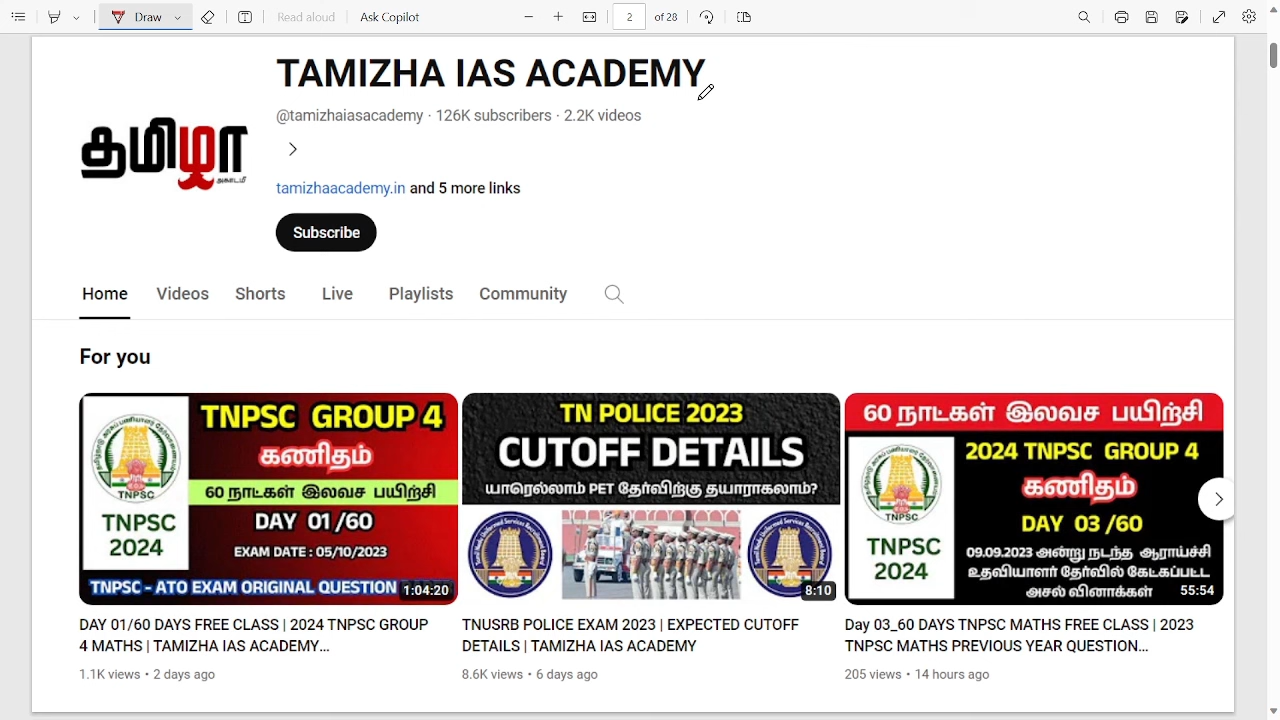 Draw
Read aloud
Ask Copilot
2
of 28
TAMIZHA IAS ACADEMY
@tamizhaiasacademy · 126K subscribers · 2.2K videos
தமிழா
அகாடமி
tamizhaacademy.in and 5 more links
Subscribe
Home
Videos
Shorts
Live
Playlists
Community
For you
TNPSC GROUP 4
கணிதம்
60 நாட்கள் இலவச பயிற்சி
DAY 01/60
EXAM DATE : 05/10/2023
TNPSC
TNPSC
2024
TNPSC - ATO EXAM ORIGINAL QUESTION
1:04:20
DAY 01/60 DAYS FREE CLASS | 2024 TNPSC GROUP
4 MATHS | TAMIZHA IAS ACADEMY...
1.1K views · 2 days ago
TN POLICE 2023
CUTOFF DETAILS
யாரெல்லாம் PET தேர்விற்கு தயாராகலாம்?
8:10
TNUSRB POLICE EXAM 2023 | EXPECTED CUTOFF
DETAILS | TAMIZHA IAS ACADEMY
8.6K views · 6 days ago
60 நாட்கள் இலவச பயிற்சி
2024 TNPSC GROUP 4
கணிதம்
DAY 03/60
TNPSC
TNPSC
2024
09.09.2023 அன்று நடந்த ஆராய்ச்சி
உதவியாளர் தேர்வில் கேட்கப்பட்ட
அசல் வினாக்கள்
55:54
Day 03_60 DAYS TNPSC MATHS FREE CLASS | 2023
TNPSC MATHS PREVIOUS YEAR QUESTION...
205 views · 14 hours ago